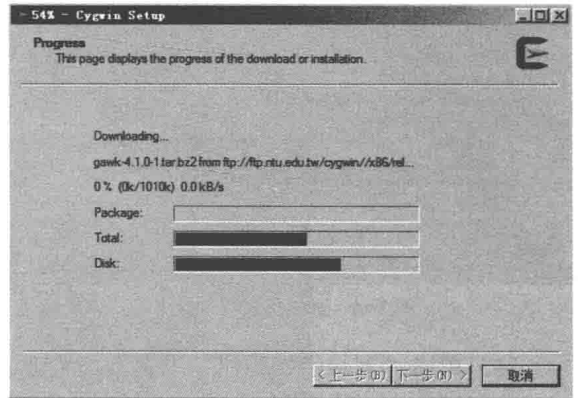 54% - Cygwin Setup
Progress
This page displays the progress of the download or installation.
Downloading...
gawk-4.1.0-1.tar.bz2 from ftp://ftp.ntu.edu.tw/cygwin//x86/rel...
0 % (0k/1010k) 0.0 kB/s
Package:
Total:
Disk:
< 上一步(B) 下一步(N) > 取消